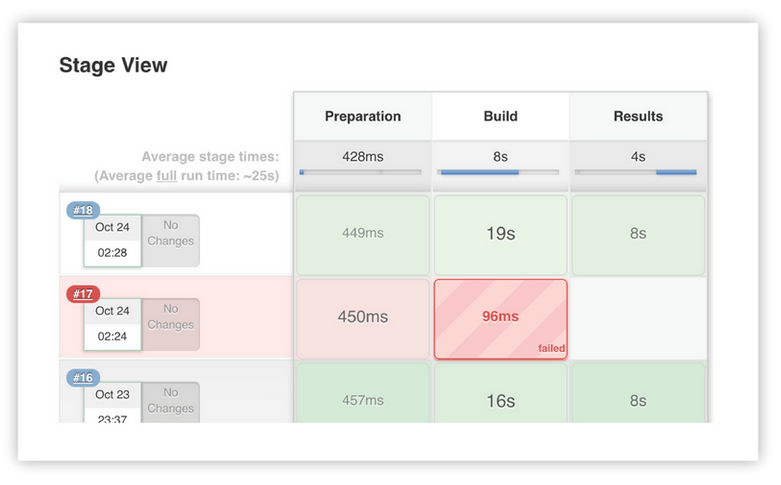 Stage View
Preparation Build Results
Average stage times:
(Average full run time: ~25s)
428ms 8s 4s
#18
Oct 24
02:28
No
Changes
449ms 19s 8s
#17
Oct 24
02:24
No
Changes
450ms 96ms
failed
#16
Oct 23
23:37
No
Changes
457ms 16s 8s